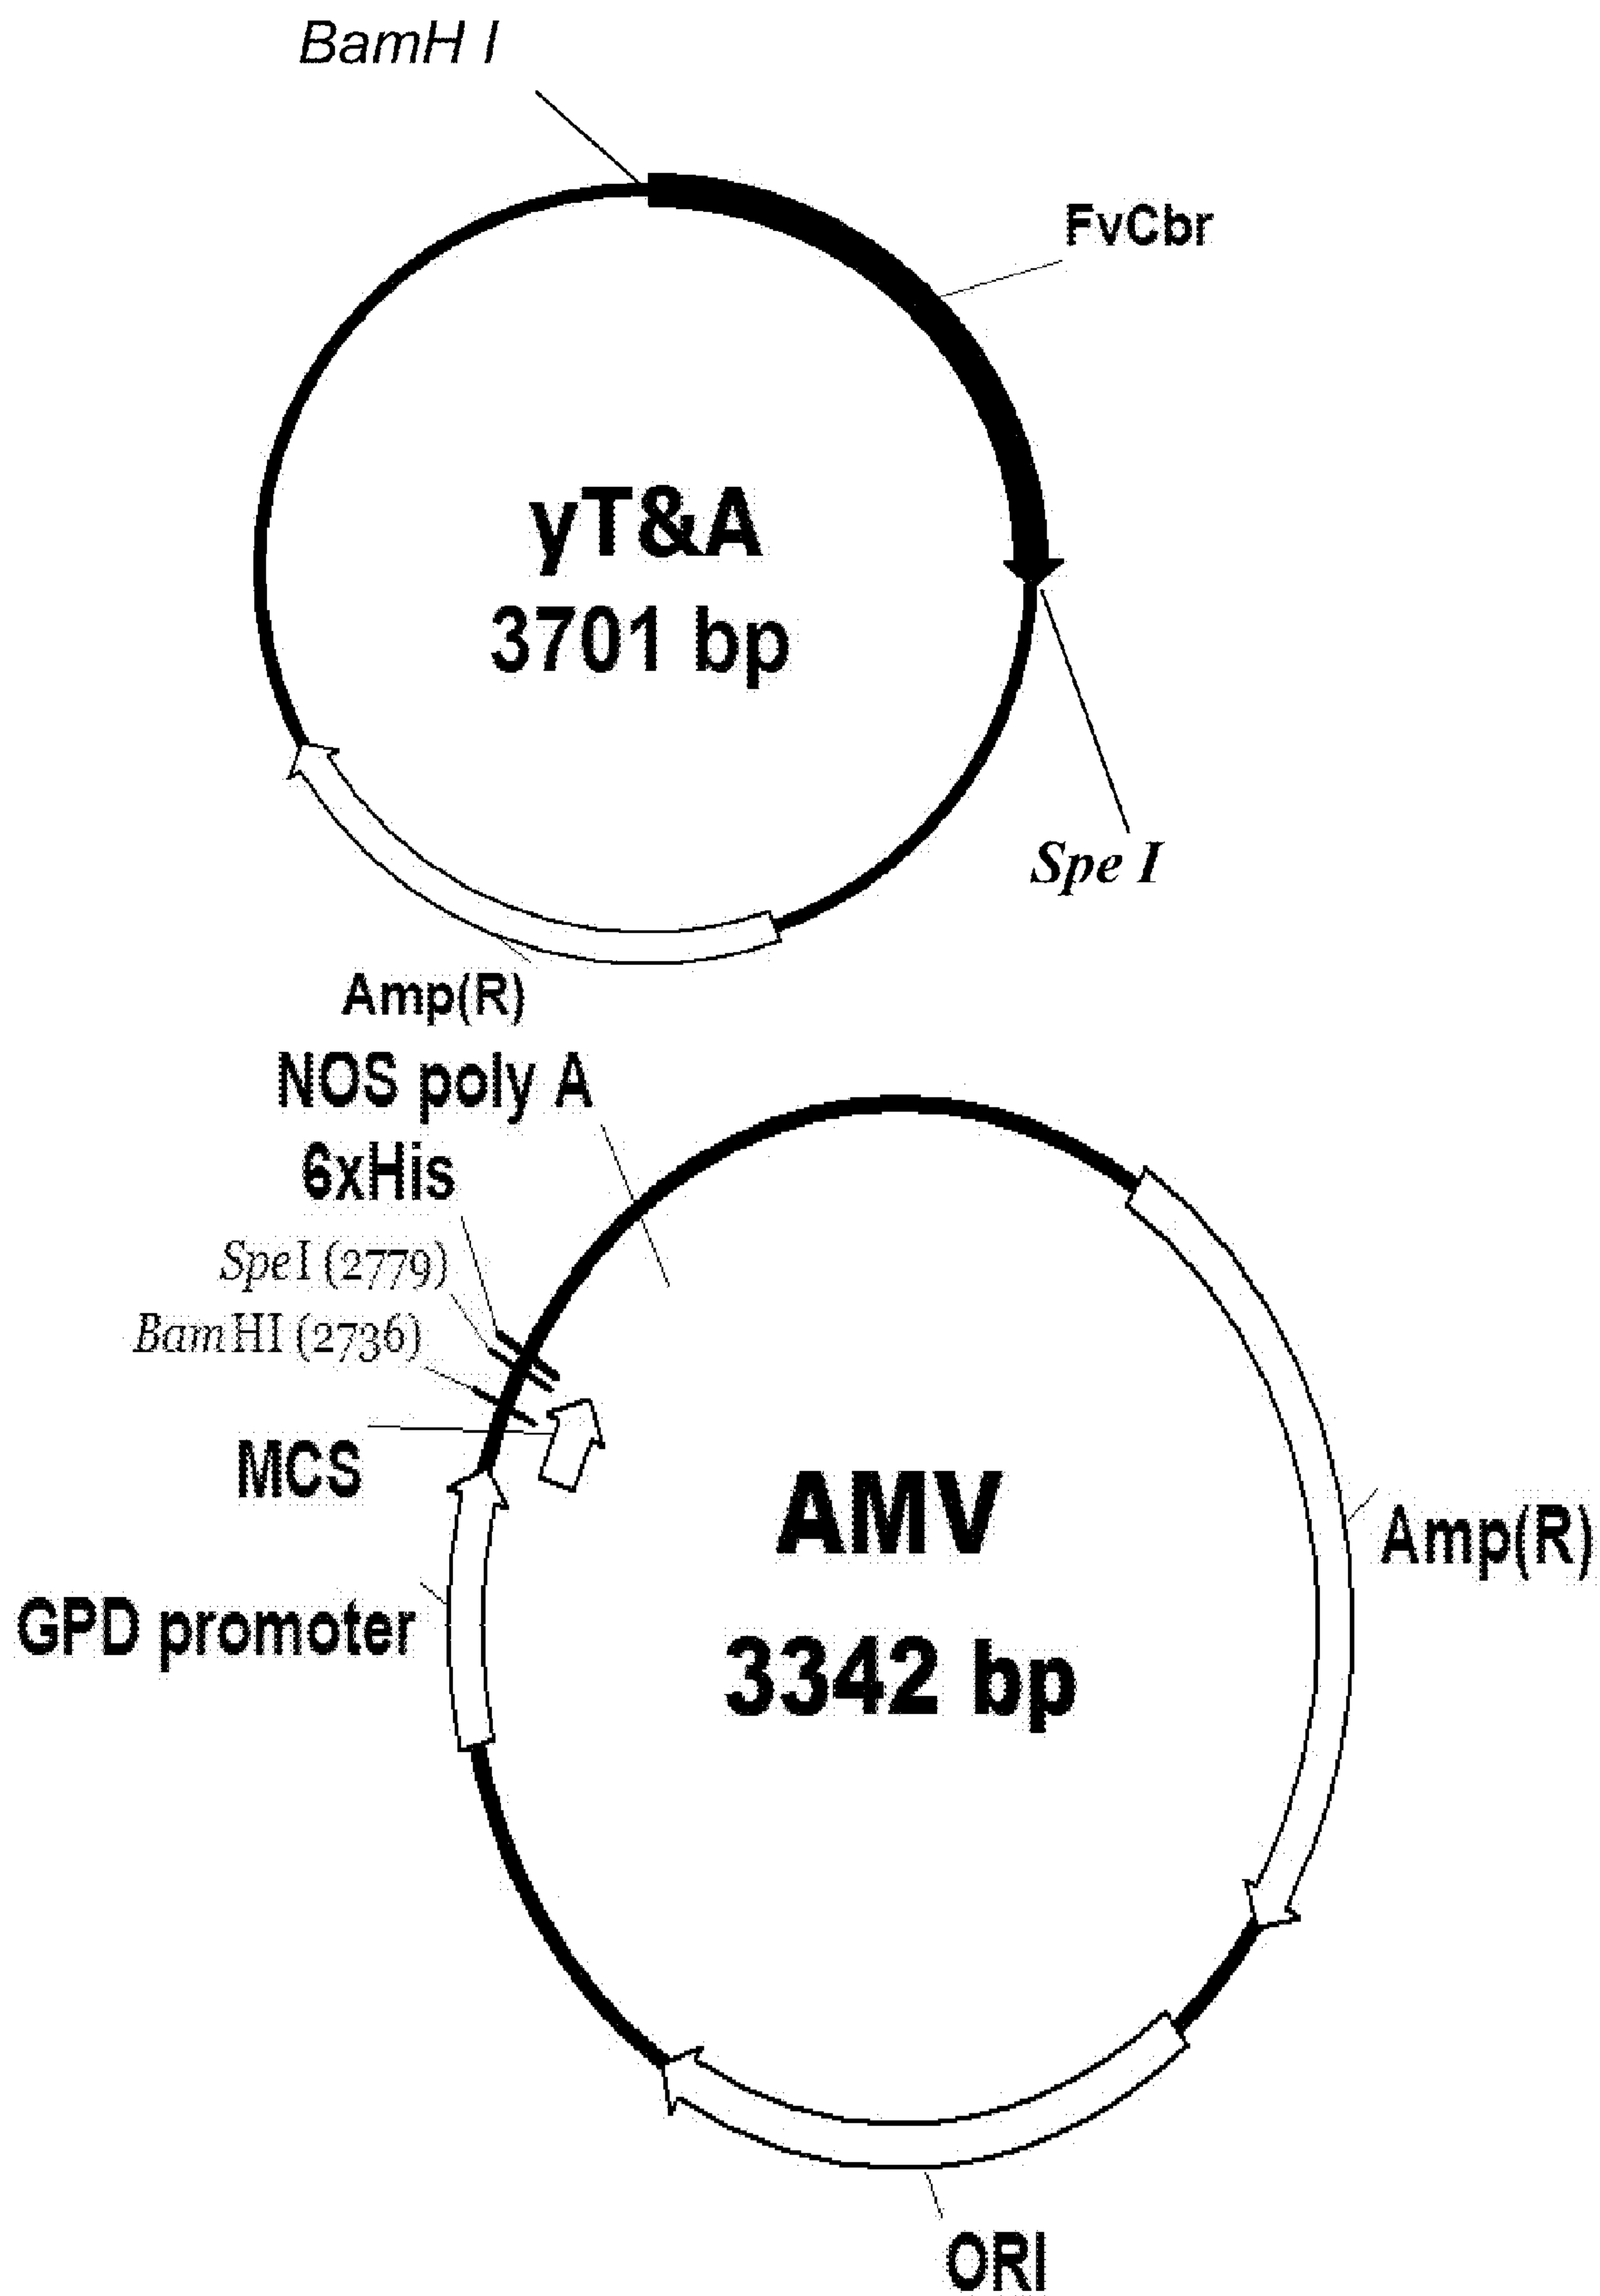 BamH I
FvCbr
yT&A
3701 bp
Spe I
Amp(R)
NOS poly A
6xHis
SpeI (2779)
BamHI (2736)
MCS
AMV
3342 bp
Amp(R)
GPD promoter
ORI